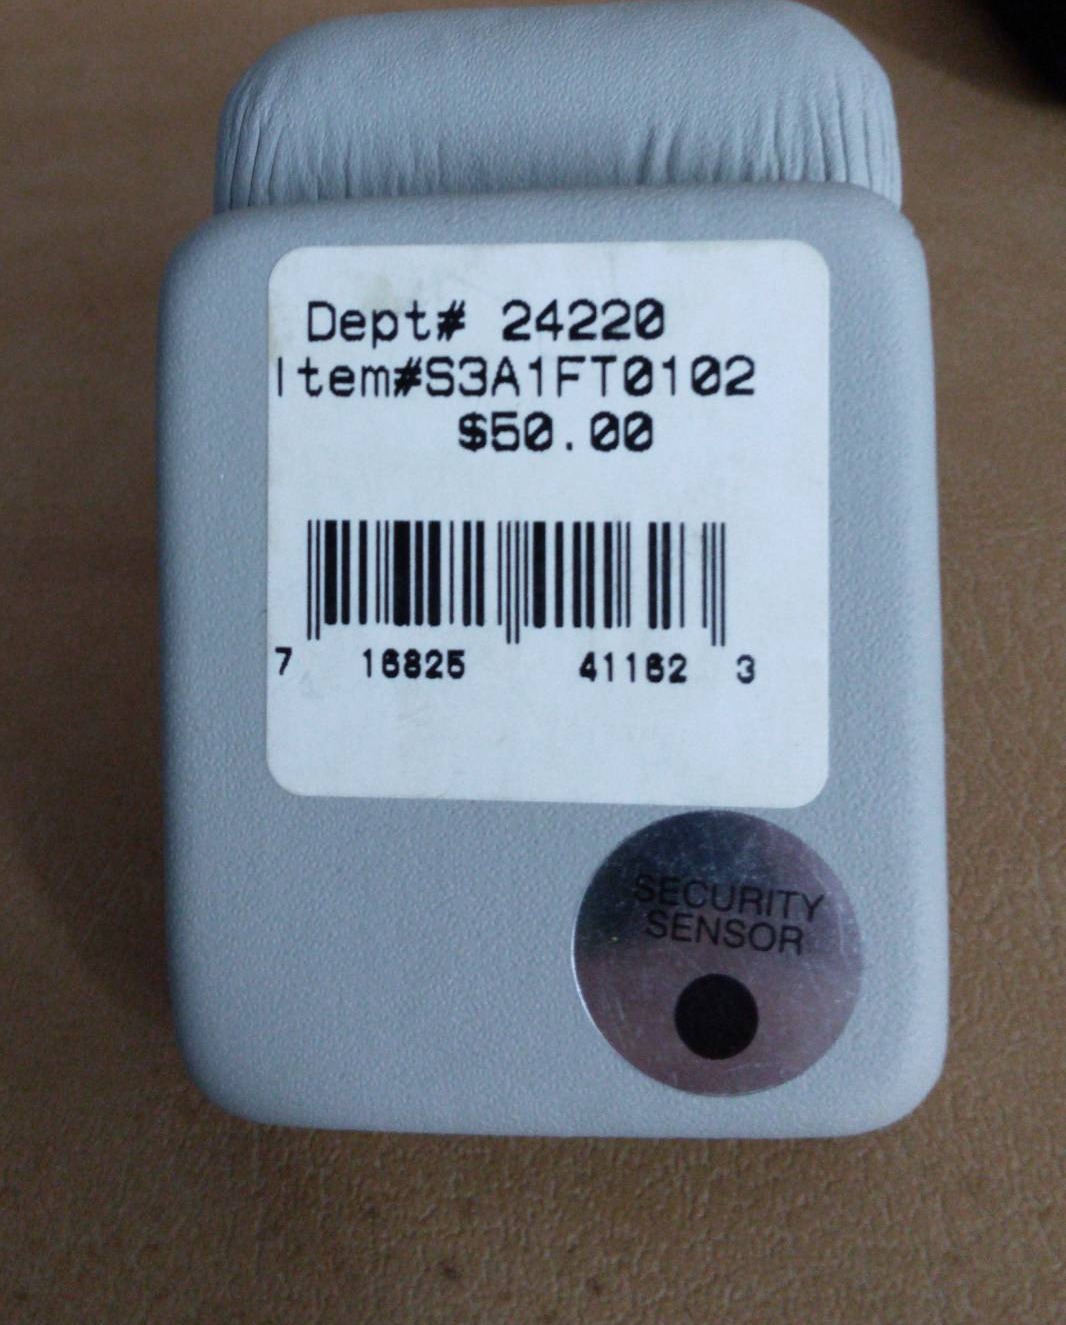 Dept# 24220
Item#S3A1FT0102
$50.00
7 16825 41162 3
SECURITY
SENSOR